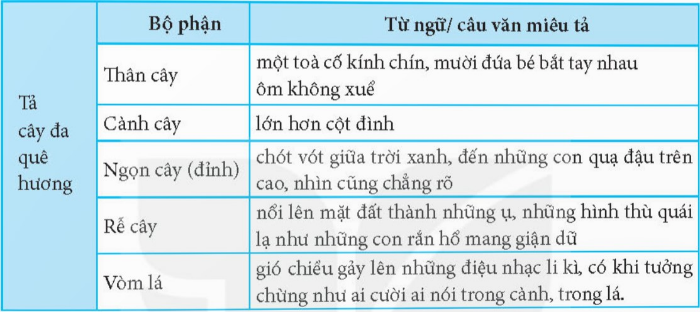 Bộ phận
Từ ngữ/ câu văn miêu tả
Tả
cây đa
quê
hương
Thân cây
một toà cố kính chín, mười đứa bé bắt tay nhau
ôm không xuể
Cành cây
lớn hơn cột đình
Ngọn cây (đỉnh)
chót vót giữa trời xanh, đến những con quạ đậu trên
cao, nhìn cũng chẳng rõ
Rễ cây
nổi lên mặt đất thành những ụ, những hình thù quái
lạ như những con rắn hổ mang giận dữ
Vòm lá
gió chiều gảy lên những điệu nhạc li kì, có khi tưởng
chừng như ai cười ai nói trong cành, trong lá.